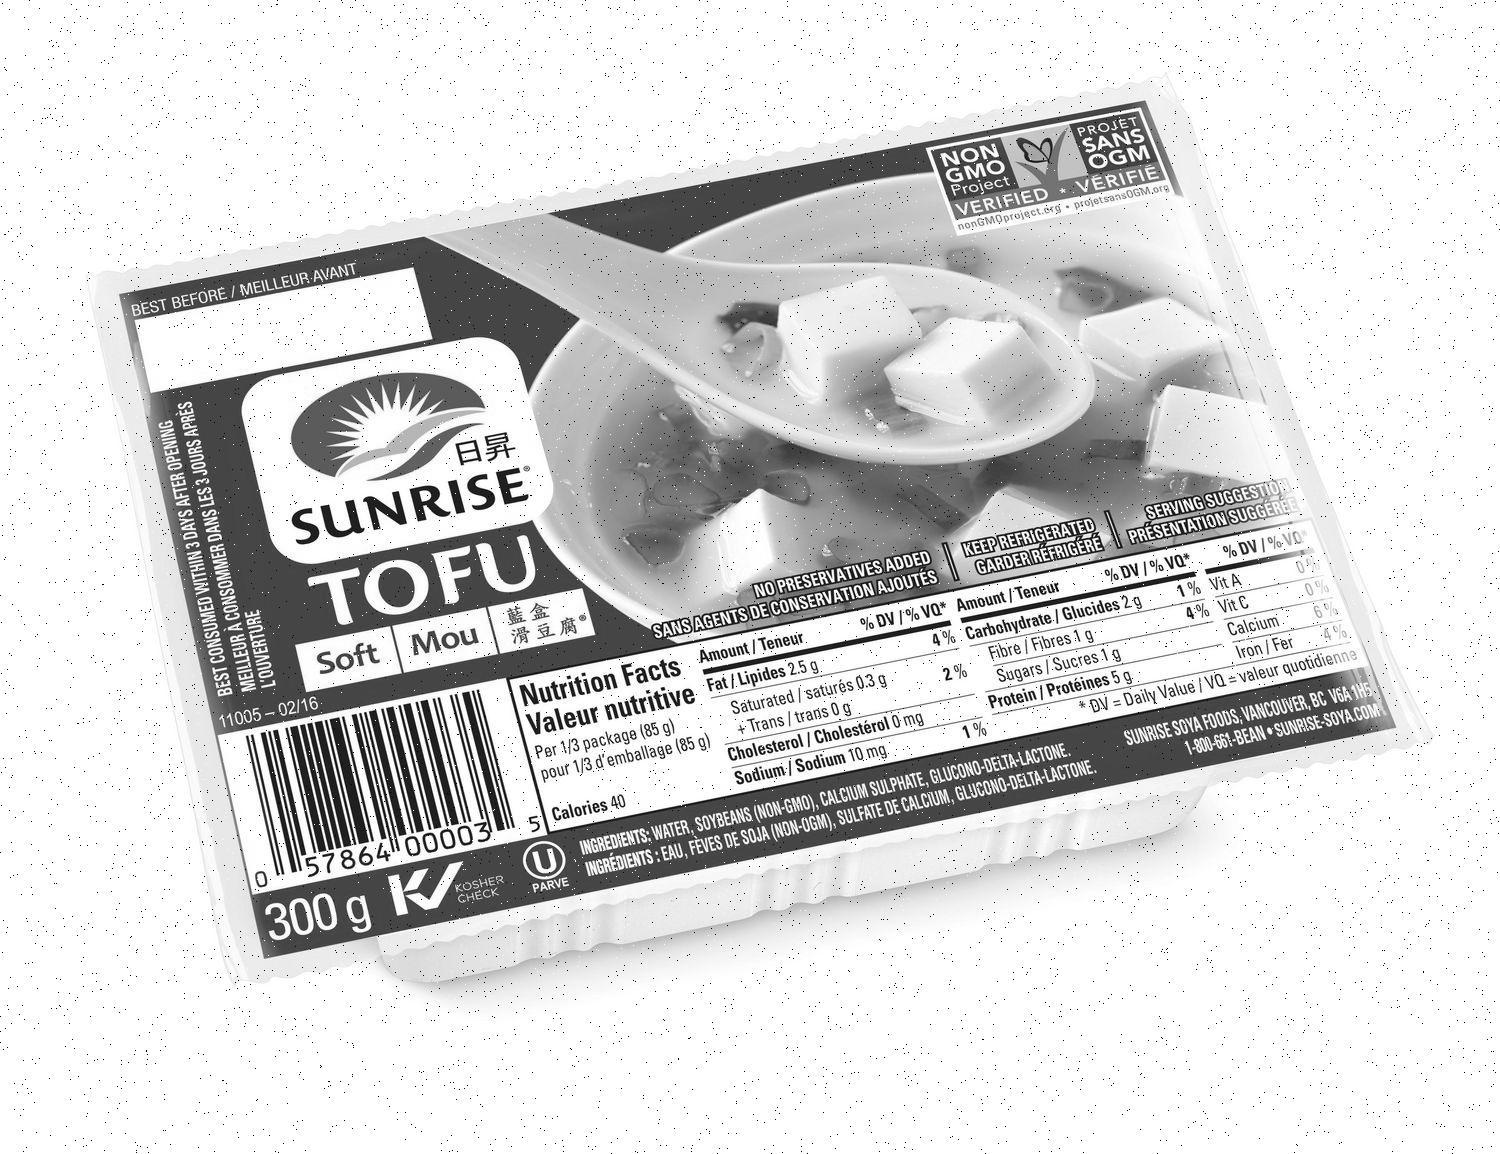 NON
GMO
Project
VERIFIED * VÉRIFIÉ
PROJET
SANS
OGM
nonGMOproject.org • projetsansOGM.org
BEST BEFORE / MEILLEUR AVANT
BEST CONSUMED WITHIN 3 DAYS AFTER OPENING
MEILLEUR À CONSOMMER DANS LES 3 JOURS APRÈS
L'OUVERTURE
日昇
SUNRISE®
TOFU
Soft
Mou
藍盒
滑豆腐®
SERVING SUGGESTION
PRÉSENTATION SUGGÉRÉE
KEEP REFRIGERATED
GARDER RÉFRIGÉRÉ
NO PRESERVATIVES ADDED
SANS AGENTS DE CONSERVATION AJOUTÉS
11005 – 02/16
Nutrition Facts
Valeur nutritive
Per 1/3 package (85 g)
pour 1/3 d'emballage (85 g)
Calories 40
Amount / Teneur % DV / % VQ*
Fat / Lipides 2.5 g 4 %
Saturated / saturés 0.3 g
+ Trans / trans 0 g 2 %
Cholesterol / Cholestérol 0 mg
Sodium / Sodium 10 mg 1 %
Amount / Teneur % DV / % VQ*
Carbohydrate / Glucides 2 g 1 %
Fibre / Fibres 1 g 4 %
Sugars / Sucres 1 g
Protein / Protéines 5 g
% DV / % VQ*
Vit A 0 %
Vit C 0 %
Calcium 6 %
Iron / Fer 4 %
* DV = Daily Value / VQ = valeur quotidienne
INGREDIENTS: WATER, SOYBEANS (NON-GMO), CALCIUM SULPHATE, GLUCONO-DELTA-LACTONE.
INGRÉDIENTS : EAU, FÈVES DE SOJA (NON-OGM), SULFATE DE CALCIUM, GLUCONO-DELTA-LACTONE.
SUNRISE SOYA FOODS, VANCOUVER, BC V6A 1H5
1-800-661-BEAN • SUNRISE-SOYA.COM
0 57864 00003 5
300 g
KOSHER
CHECK
U
PARVE